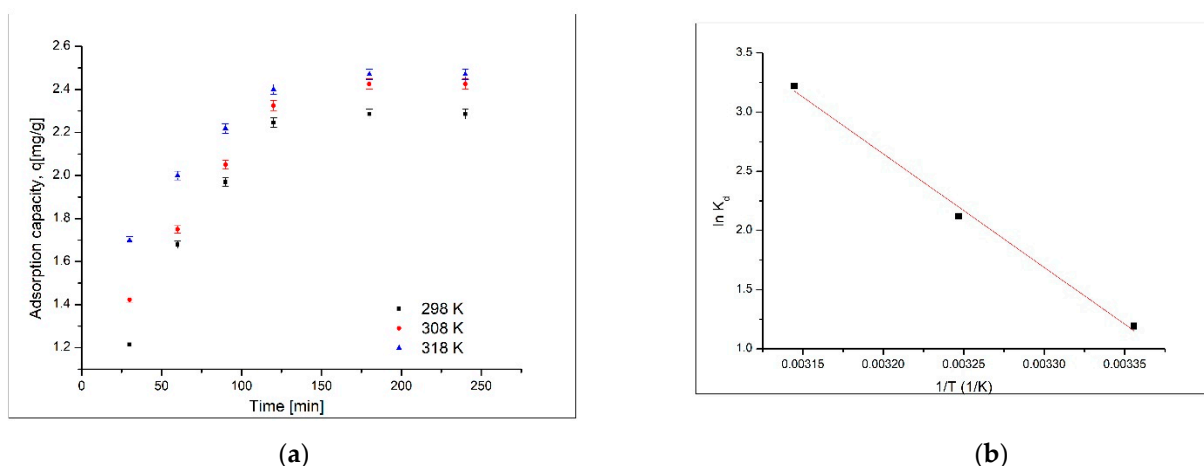 2.6
2.4
2.2
2.0
1.8
1.6
1.4
1.2
Adsorption capacity, q[mg/g]
298 K
308 K
318 K
0 50 100 150 200 250
Time [min]
(a)
3.5
3.0
2.5
2.0
1.5
1.0
ln K_d
0.00315 0.00320 0.00325 0.00330 0.00335
1/T (1/K)
(b)